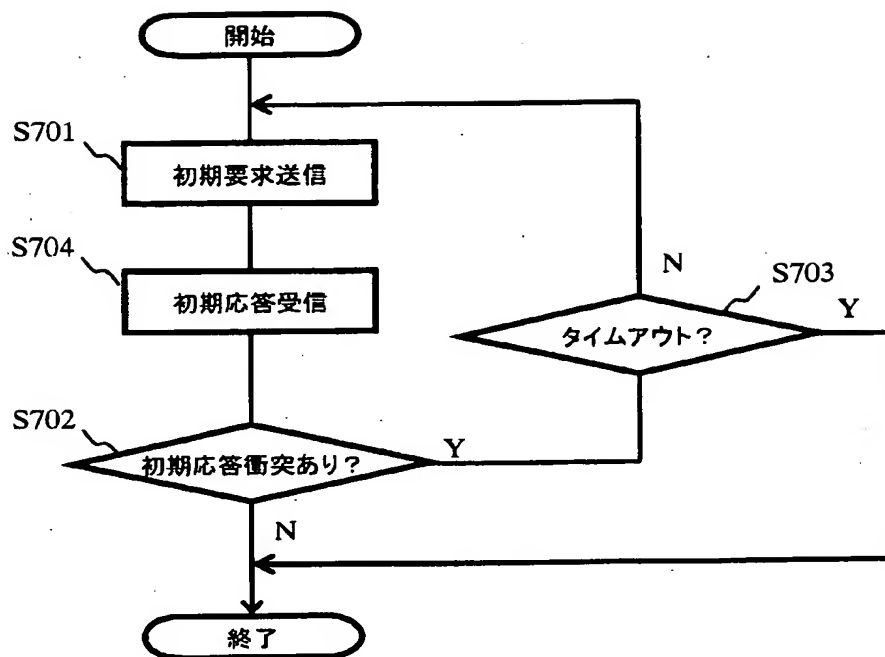 開始
S701
初期要求送信
S704
初期応答受信
N
S703
タイムアウト?
Y
S702
初期応答衝突あり?
Y
N
終了